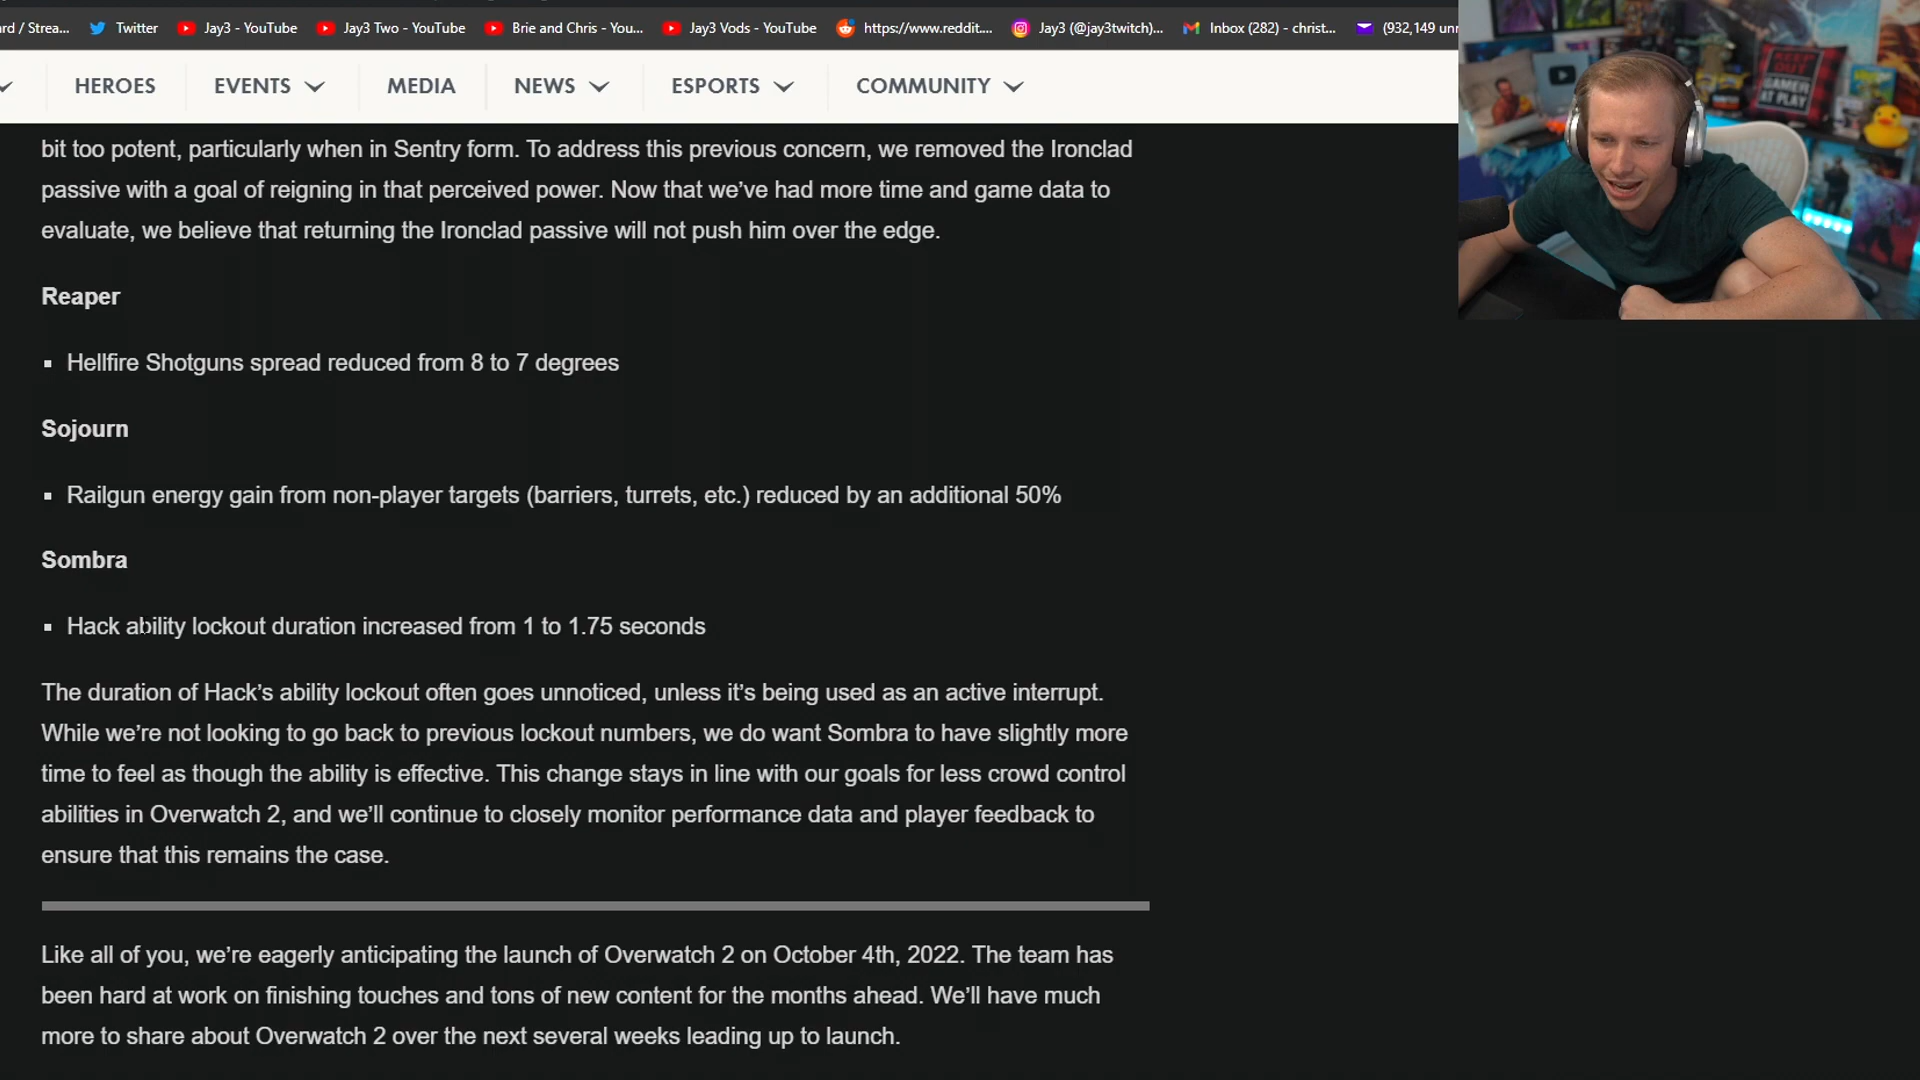 rd / Strea...
Twitter
Jay3 - YouTube
Jay3 Two - YouTube
Brie and Chris - You...
Jay3 Vods - YouTube
https://www.reddit....
Jay3 (@jay3twitch)...
Inbox (282) - christ...
(932,149 unr
HEROES
EVENTS
MEDIA
NEWS
ESPORTS
COMMUNITY
KEEP OUT
GAMER
AT PLAY
bit too potent, particularly when in Sentry form. To address this previous concern, we removed the Ironclad
passive with a goal of reigning in that perceived power. Now that we’ve had more time and game data to
evaluate, we believe that returning the Ironclad passive will not push him over the edge.
Reaper
▪ Hellfire Shotguns spread reduced from 8 to 7 degrees
Sojourn
▪ Railgun energy gain from non-player targets (barriers, turrets, etc.) reduced by an additional 50%
Sombra
▪ Hack ability lockout duration increased from 1 to 1.75 seconds
The duration of Hack’s ability lockout often goes unnoticed, unless it’s being used as an active interrupt.
While we’re not looking to go back to previous lockout numbers, we do want Sombra to have slightly more
time to feel as though the ability is effective. This change stays in line with our goals for less crowd control
abilities in Overwatch 2, and we’ll continue to closely monitor performance data and player feedback to
ensure that this remains the case.
Like all of you, we’re eagerly anticipating the launch of Overwatch 2 on October 4th, 2022. The team has
been hard at work on finishing touches and tons of new content for the months ahead. We’ll have much
more to share about Overwatch 2 over the next several weeks leading up to launch.